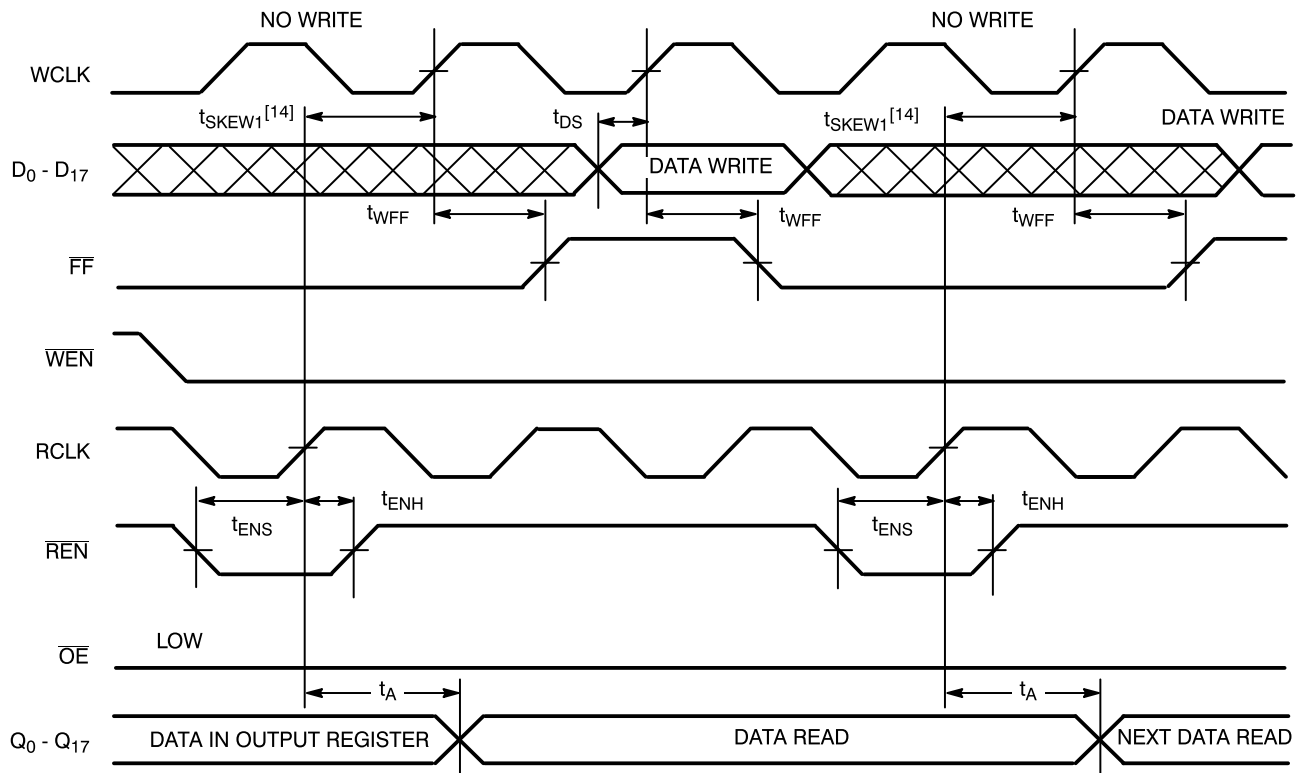 NO WRITE NO WRITE
WCLK
tSKEW1[14] tDS tSKEW1[14] DATA WRITE
D0 - D17 DATA WRITE
tWFF tWFF tWFF
FF
WEN
RCLK
tENS tENH tENS tENH
REN
LOW
OE
tA tA
Q0 - Q17 DATA IN OUTPUT REGISTER DATA READ NEXT DATA READ